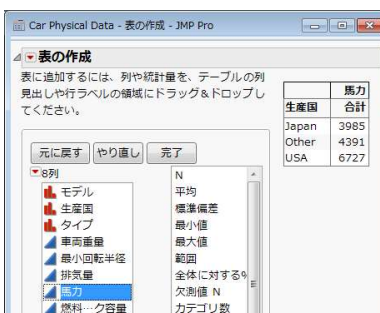 Car Physical Data - 表の作成 - JMP Pro
表の作成
表に追加するには、列や統計量を、テーブルの列
見出しや行ラベルの領域にドラッグ&ドロップし
てください。
元に戻す やり直し 完了
8列
モデル
生産国
タイプ
車両重量
最小回転半径
排気量
馬力
燃料…ク容量
N
平均
標準偏差
最小値
最大値
範囲
全体に対する%
欠測値 N
カテゴリ数
馬力
生産国 合計
Japan 3985
Other 4391
USA 6727